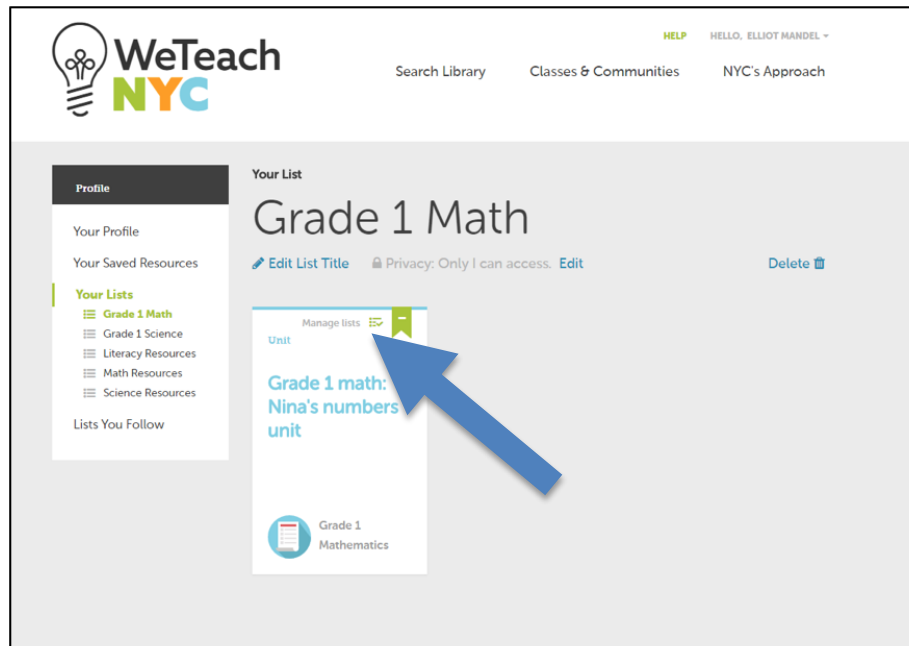 WeTeach
NYC
HELP HELLO, ELLIOT MANDEL
Search Library Classes & Communities NYC's Approach
Profile
Your Profile
Your Saved Resources
Your Lists
Grade 1 Math
Grade 1 Science
Literacy Resources
Math Resources
Science Resources
Lists You Follow
Your List
Grade 1 Math
Edit List Title Privacy: Only I can access. Edit Delete
Manage lists
Unit
Grade 1 math:
Nina's numbers
unit
Grade 1
Mathematics